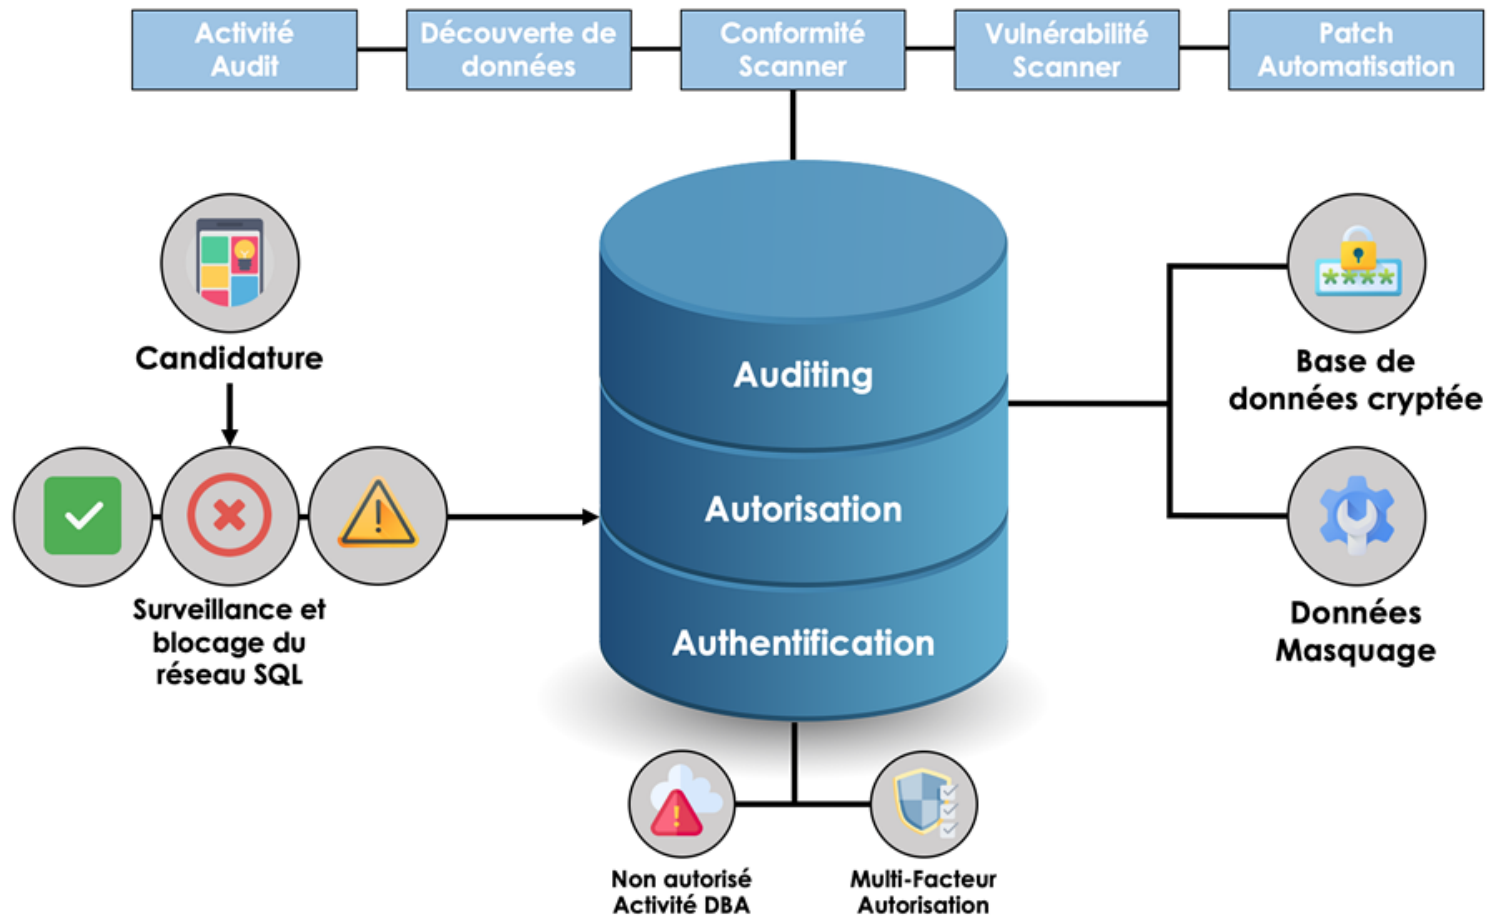 Activité
Audit
Découverte de
données
Conformité
Scanner
Vulnérabilité
Scanner
Patch
Automatisation
Candidature
Surveillance et
blocage du
réseau SQL
Auditing
Autorisation
Authentification
Base de
données cryptée
****
Données
Masquage
Non autorisé
Activité DBA
Multi-Facteur
Autorisation